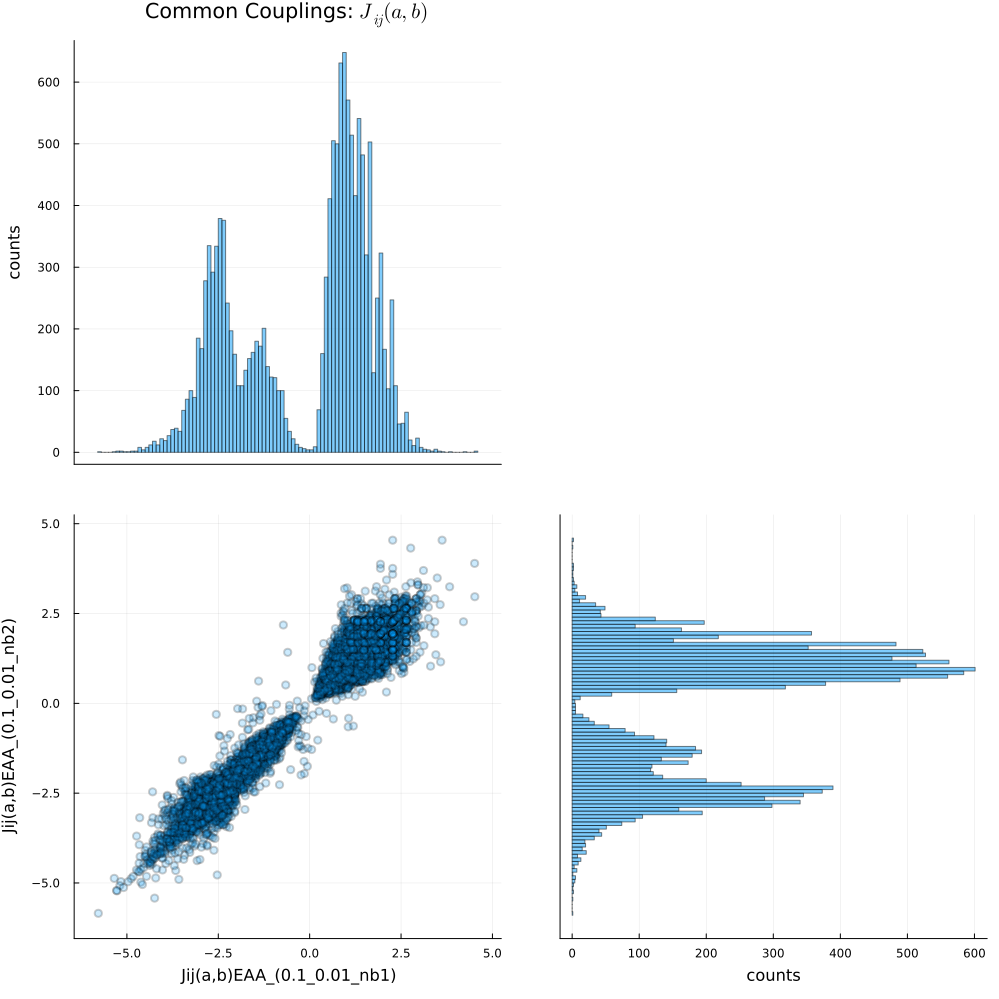 Common Couplings: J_ij(a, b)
600
500
400
300
200
100
0
counts
5.0
2.5
0.0
−2.5
−5.0
Jij(a,b)EAA_(0.1_0.01_nb2)
−5.0 −2.5 0.0 2.5 5.0
Jij(a,b)EAA_(0.1_0.01_nb1)
0 100 200 300 400 500 600
counts